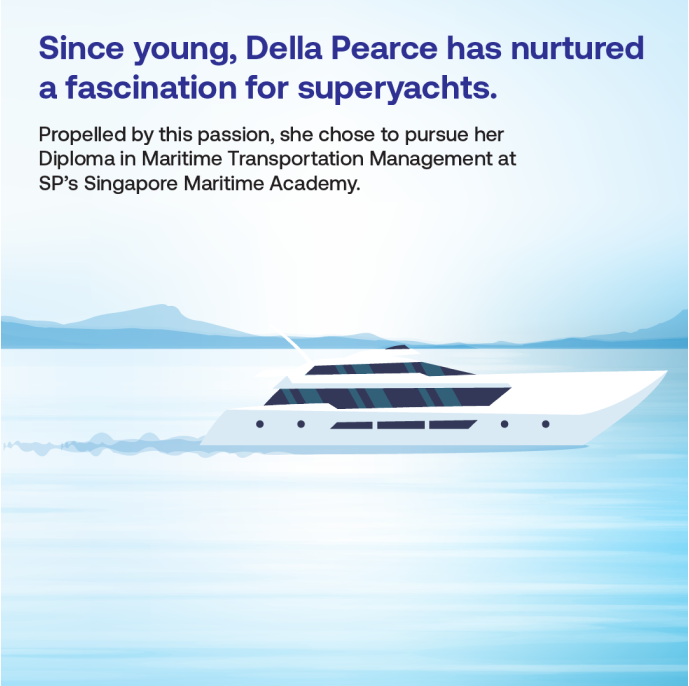 Since young, Della Pearce has nurtured
a fascination for superyachts.
Propelled by this passion, she chose to pursue her
Diploma in Maritime Transportation Management at
SP’s Singapore Maritime Academy.